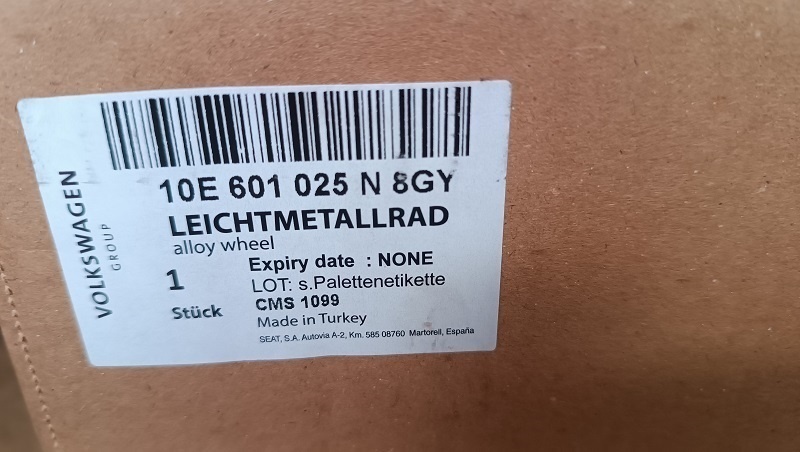 VOLKSWAGEN
GROUP
10E 601 025 N 8GY
LEICHTMETALLRAD
alloy wheel
1
Stück
Expiry date : NONE
LOT: s.Palettenetikette
CMS 1099
Made in Turkey
SEAT, S.A. Autovia A-2, Km. 585 08760 Martorell, España